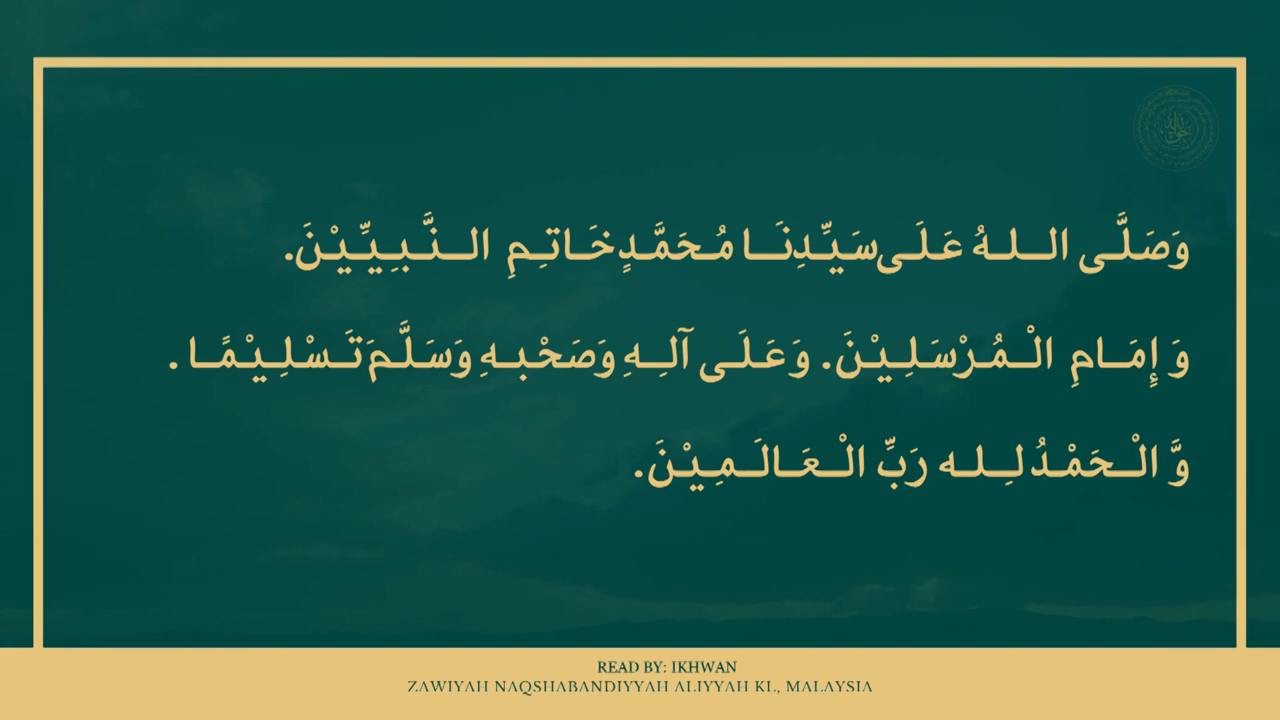 وَصَلَّى اللهُ عَلَى سَيِّدِنَا مُحَمَّدٍ خَاتِمِ النَّبِيِّيْنَ.
وَ إِمَامِ الْمُرْسَلِيْنَ. وَعَلَى آلِهِ وَصَحْبِهِ وَسَلَّمَ تَسْلِيْمًا .
وَّ الْحَمْدُ لِله رَبِّ الْعَالَمِيْنَ.
READ BY: IKHWAN
ZAWIYAH NAQSHABANDIYYAH ALIYYAH KL, MALAYSIA